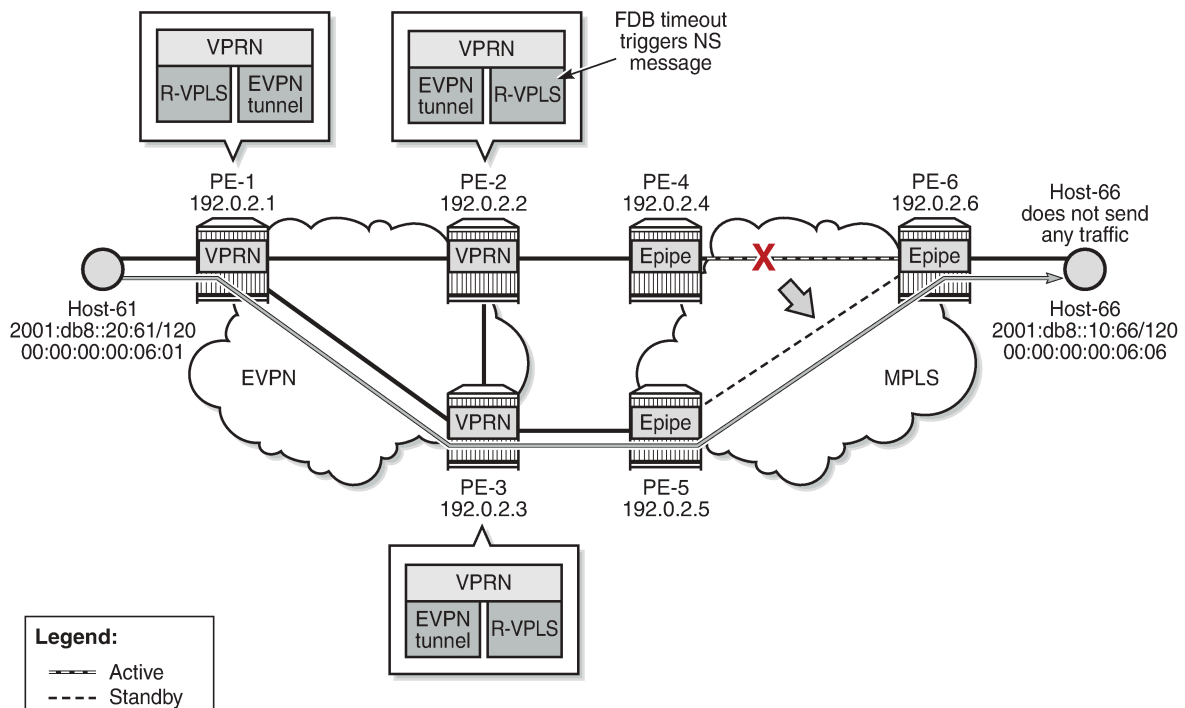 VPRN
R-VPLS
EVPN
tunnel
VPRN
EVPN
tunnel
R-VPLS
FDB timeout
triggers NS
message
PE-1
192.0.2.1
PE-2
192.0.2.2
PE-4
192.0.2.4
PE-6
192.0.2.6
Host-66
does not send
any traffic
VPRN
VPRN
Epipe
X
Epipe
Host-61
2001:db8::20:61/120
00:00:00:00:06:01
Host-66
2001:db8::10:66/120
00:00:00:00:06:06
EVPN
MPLS
VPRN
Epipe
PE-3
192.0.2.3
PE-5
192.0.2.5
VPRN
EVPN
tunnel
R-VPLS
Legend:
Active
Standby